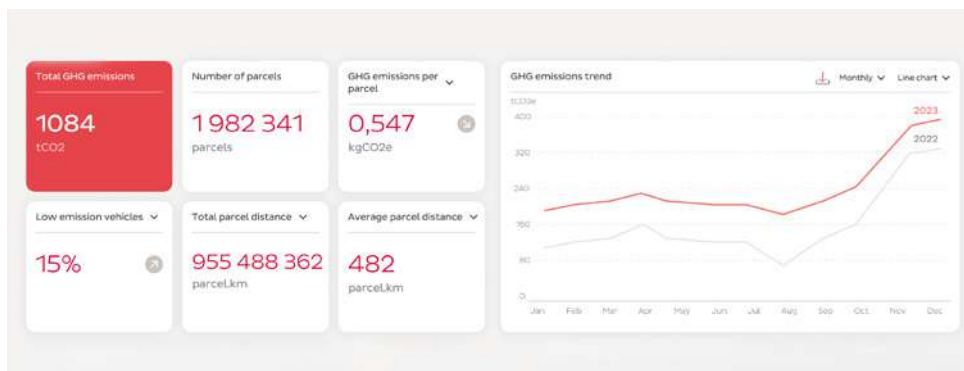 Total GHG emissions
1084
tCO2
Number of parcels
1 982 341
parcels
GHG emissions per
parcel
0,547
kgCO2e
Low emission vehicles
15%
Total parcel distance
955 488 362
parcel.km
Average parcel distance
482
parcel.km
GHG emissions trend
Monthly
Line chart
tCO2e
400
320
240
160
80
0
2023
2022
Jan
Feb
Mar
Apr
May
Jun
Jul
Aug
Sep
Oct
Nov
Dec